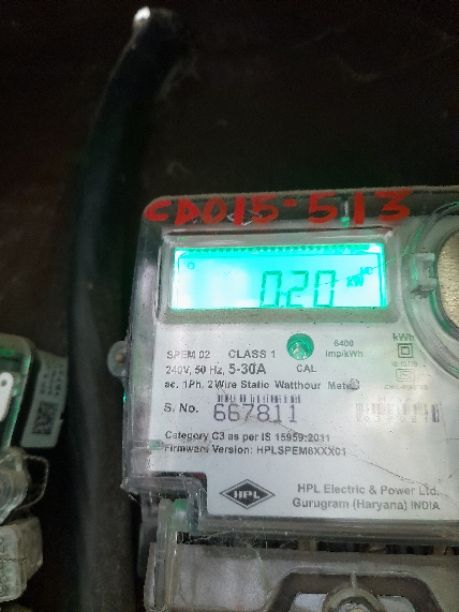 CD015-513
0.20 kW
SPEM 02 CLASS 1
6400 imp/kWh
kWh
240V, 50 Hz, 5-30A CAL
ac. 1Ph. 2Wire Static Watthour Meter
S. No. 667811
Category C3 as per IS 15959:2011
Firmware Version: HPLSPEM6XXX01
HPL
HPL Electric & Power Ltd.
Gurugram (Haryana) INDIA